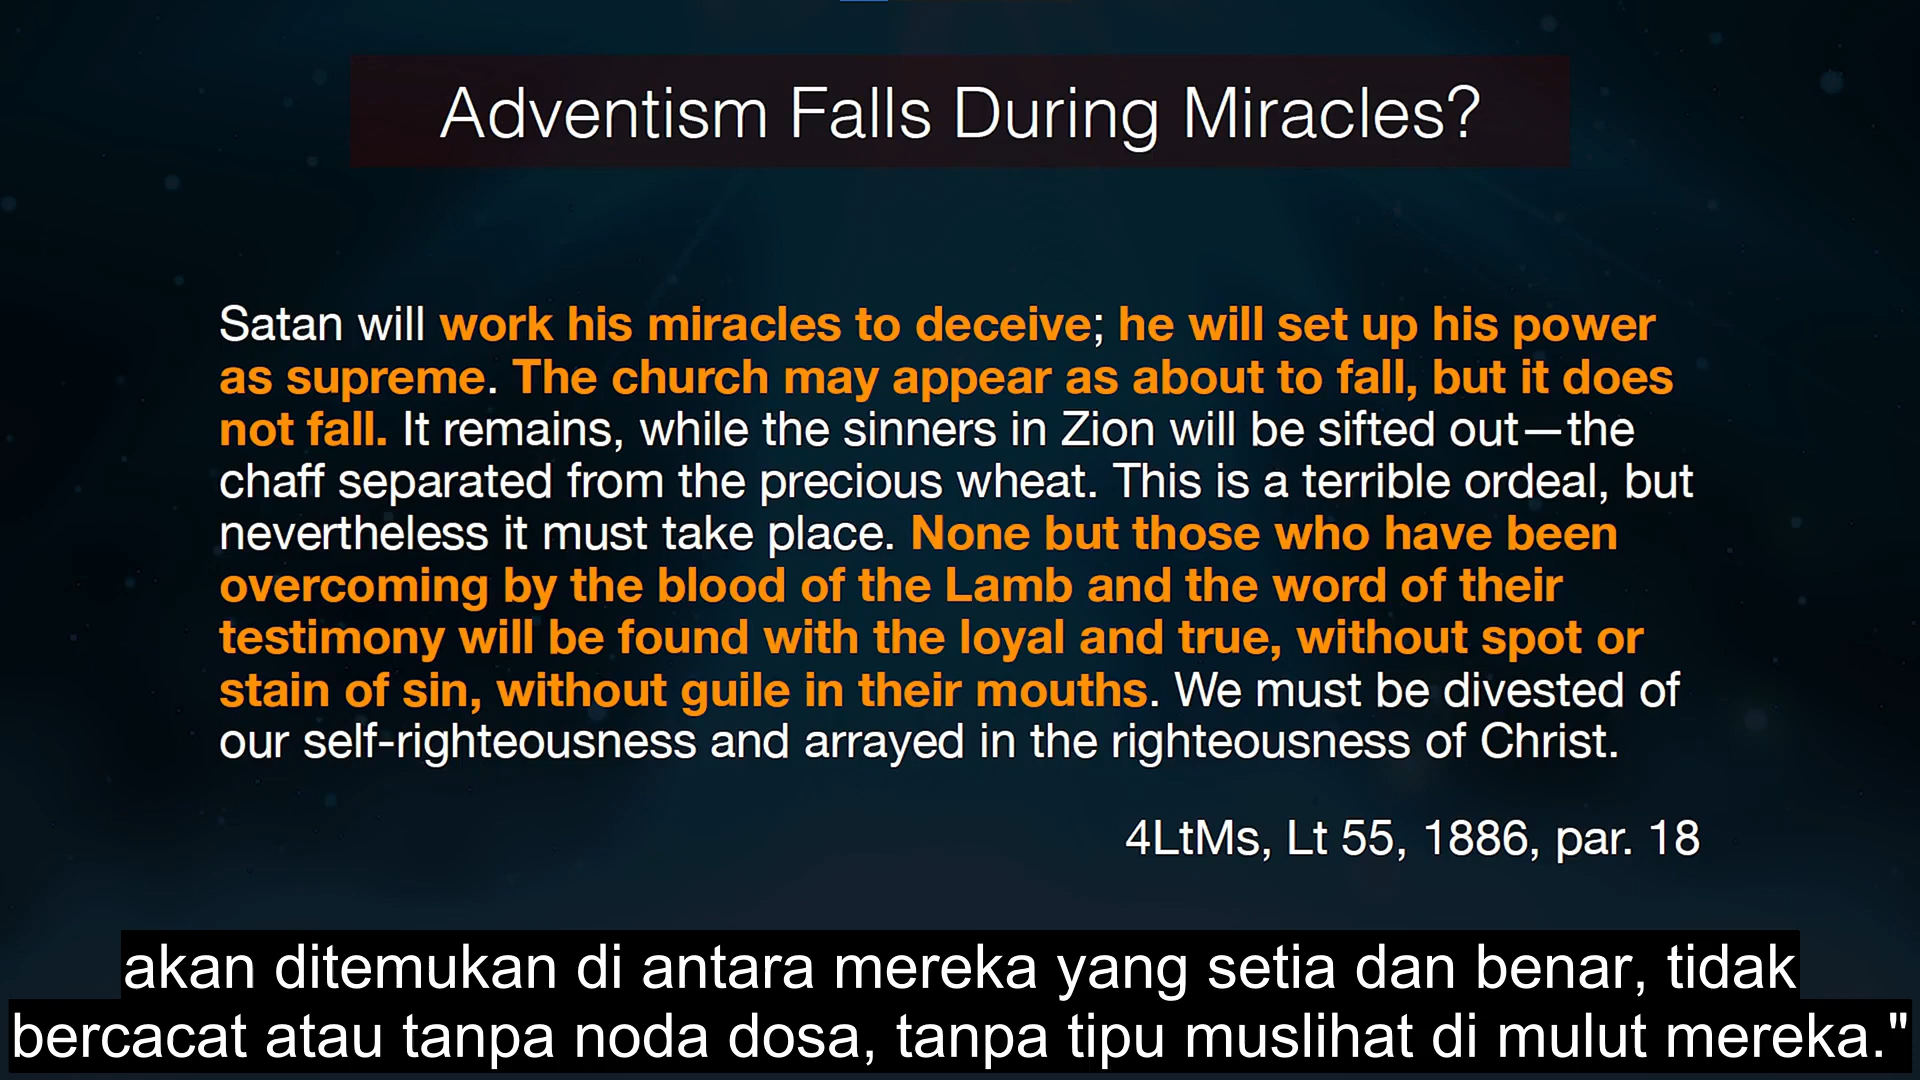 Adventism Falls During Miracles?
Satan will work his miracles to deceive; he will set up his power
as supreme. The church may appear as about to fall, but it does
not fall. It remains, while the sinners in Zion will be sifted out—the
chaff separated from the precious wheat. This is a terrible ordeal, but
nevertheless it must take place. None but those who have been
overcoming by the blood of the Lamb and the word of their
testimony will be found with the loyal and true, without spot or
stain of sin, without guile in their mouths. We must be divested of
our self-righteousness and arrayed in the righteousness of Christ.
4LtMs, Lt 55, 1886, par. 18
akan ditemukan di antara mereka yang setia dan benar, tidak
bercacat atau tanpa noda dosa, tanpa tipu muslihat di mulut mereka."